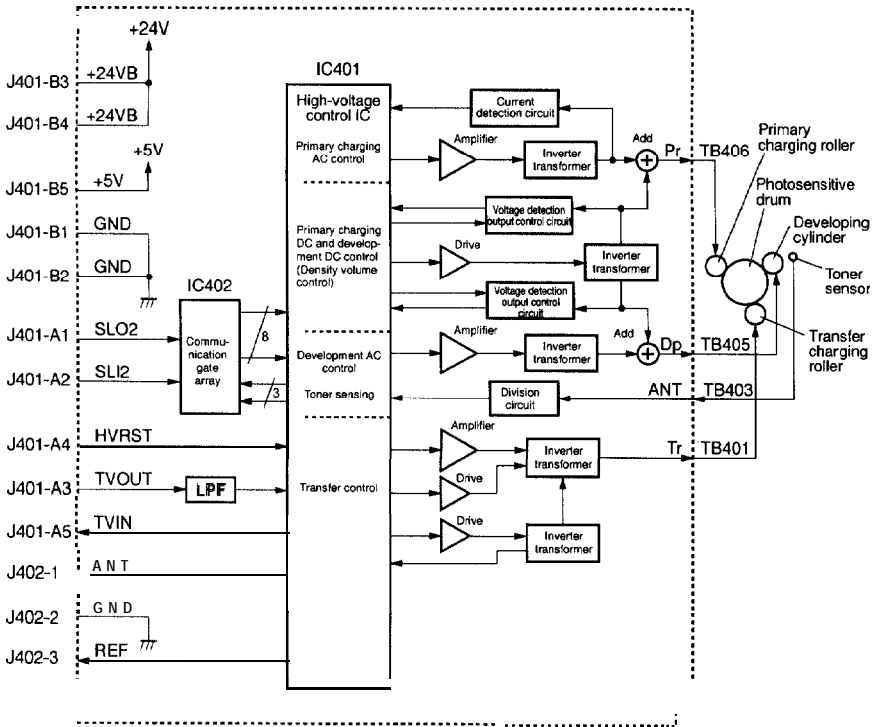 +24V
J401-B3 +24VB
J401-B4 +24VB
+5V
J401-B5 +5V
J401-B1 GND
J401-B2 GND
J401-A1 SLO2
J401-A2 SLI2
J401-A4 HVRST
J401-A3 TVOUT
LPF
J401-A5 TVIN
J402-1 ANT
J402-2 GND
J402-3 REF
IC402
Commu-
nication
gate
array
8
3
IC401
High-voltage
control IC
Primary charging
AC control
Primary charging
DC and develop-
ment DC control
(Density volume
control)
Development AC
control
Toner sensing
Transfer control
Current
detection circuit
Amplifier
Inverter
transformer
Add
Pr
TB406
Voltage detection
output control circuit
Drive
Inverter
transformer
Voltage detection
output control
circuit
Amplifier
Inverter
transformer
Add
Dp
TB405
Division
circuit
ANT
TB403
Amplifier
Inverter
transformer
Tr
TB401
Drive
Drive
Inverter
transformer
Primary
charging roller
Photosensitive
drum
Developing
cylinder
Toner
sensor
Transfer
charging
roller